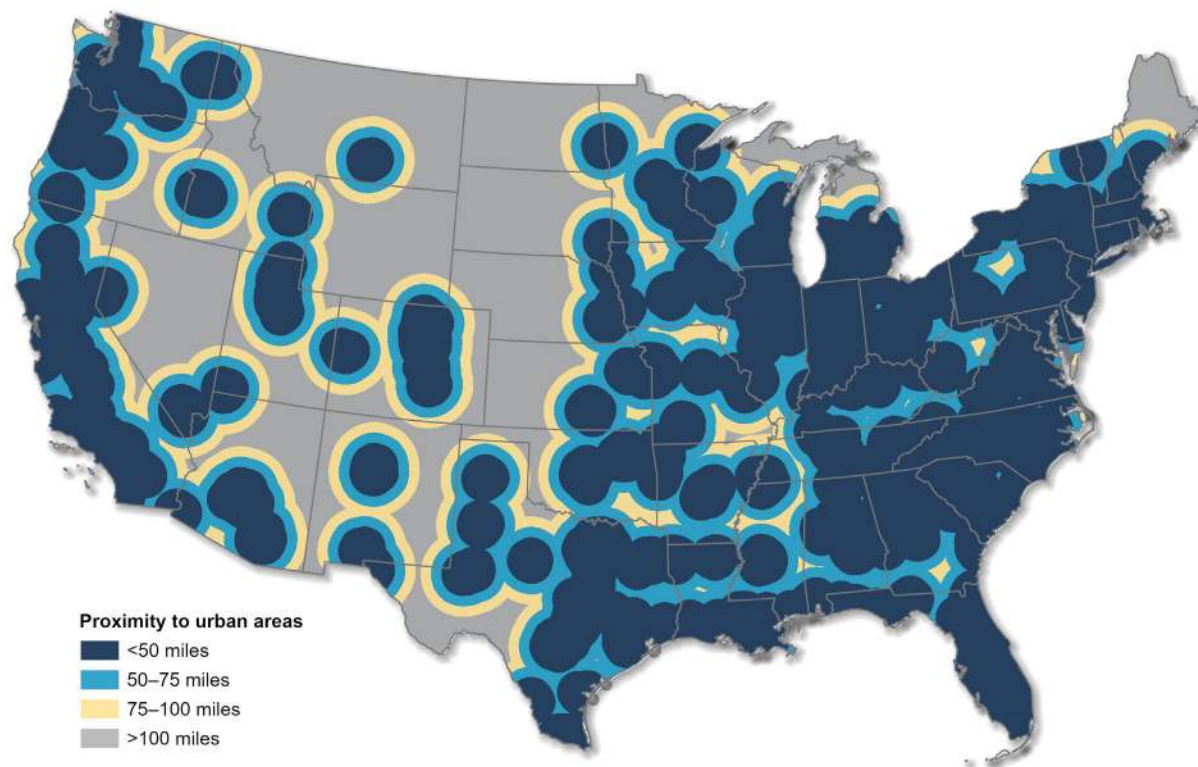 Proximity to urban areas
<50 miles
50–75 miles
75–100 miles
>100 miles